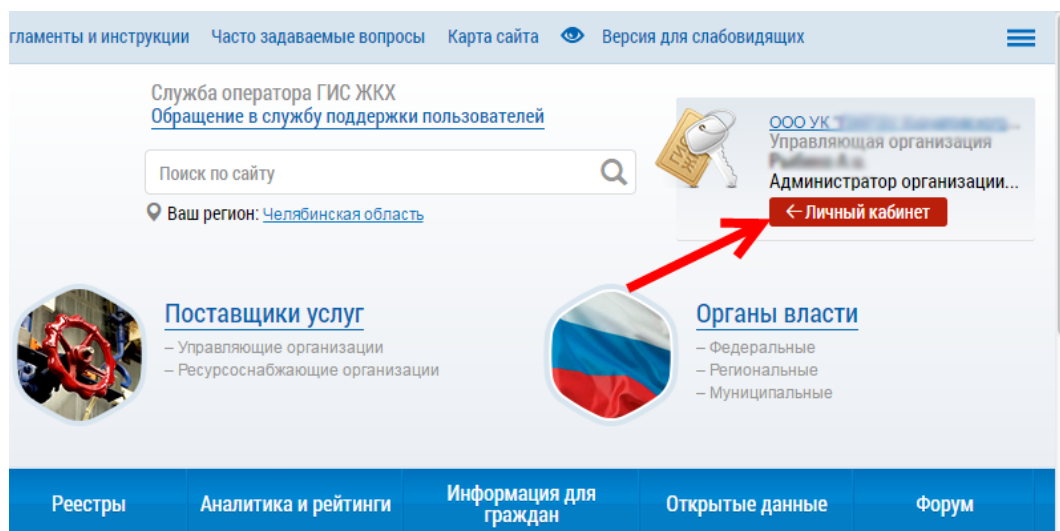 гламенты и инструкции Часто задаваемые вопросы Карта сайта Версия для слабовидящих
Служба оператора ГИС ЖКХ
Обращение в службу поддержки пользователей
Поиск по сайту
Ваш регион: Челябинская область
ГИС
ЖК
ООО УК
Управляющая организация
Администратор организации...
←Личный кабинет
Поставщики услуг
– Управляющие организации
– Ресурсоснабжающие организации
Органы власти
– Федеральные
– Региональные
– Муниципальные
Реестры Аналитика и рейтинги Информация для
граждан Открытые данные Форум